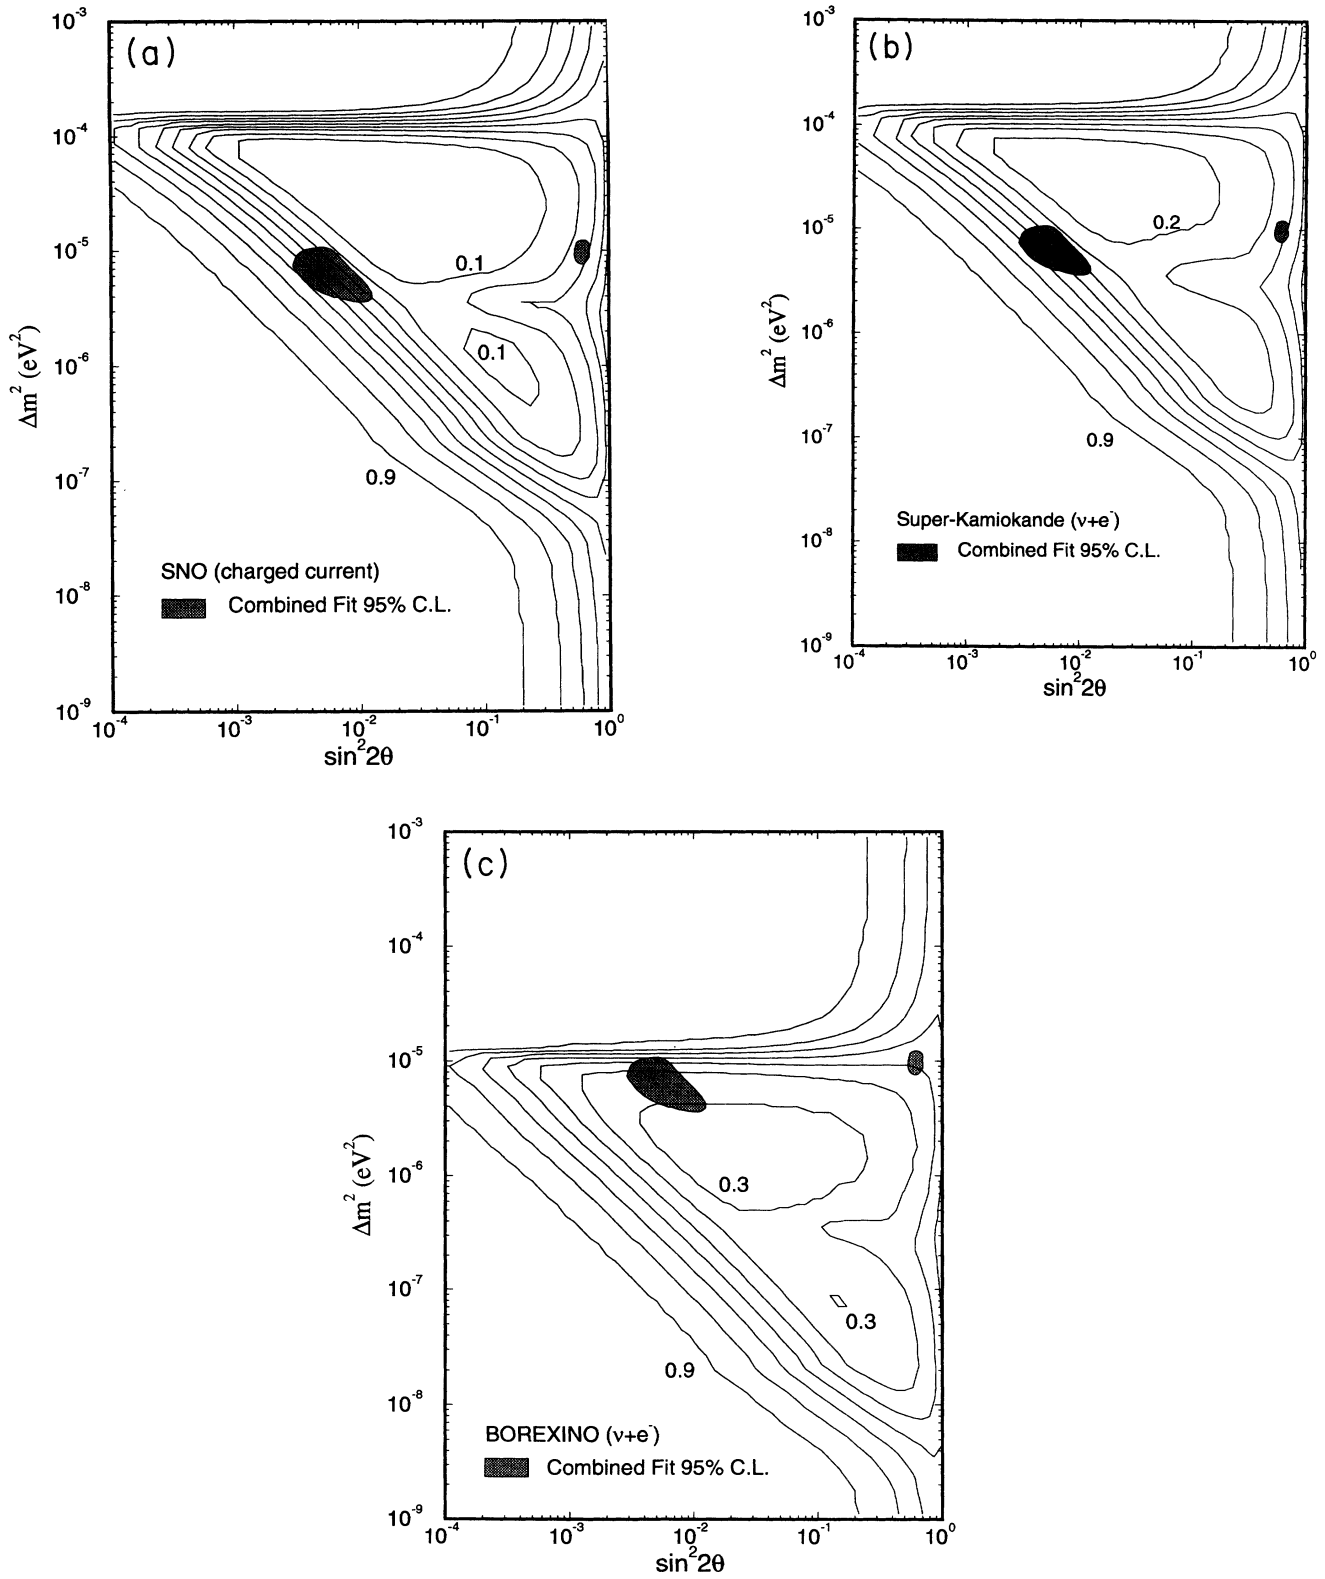 (a)
10⁻³
10⁻⁴
10⁻⁵
10⁻⁶
10⁻⁷
10⁻⁸
10⁻⁹
Δm² (eV²)
0.1
0.1
0.9
SNO (charged current)
Combined Fit 95% C.L.
10⁻⁴ 10⁻³ 10⁻² 10⁻¹ 10⁰
sin²2θ
(b)
10⁻³
10⁻⁴
10⁻⁵
10⁻⁶
10⁻⁷
10⁻⁸
10⁻⁹
Δm² (eV²)
0.2
0.9
Super-Kamiokande (ν+e⁻)
Combined Fit 95% C.L.
10⁻⁴ 10⁻³ 10⁻² 10⁻¹ 10⁰
sin²2θ
(c)
10⁻³
10⁻⁴
10⁻⁵
10⁻⁶
10⁻⁷
10⁻⁸
10⁻⁹
Δm² (eV²)
0.3
0.3
0.9
BOREXINO (ν+e⁻)
Combined Fit 95% C.L.
10⁻⁴ 10⁻³ 10⁻² 10⁻¹ 10⁰
sin²2θ